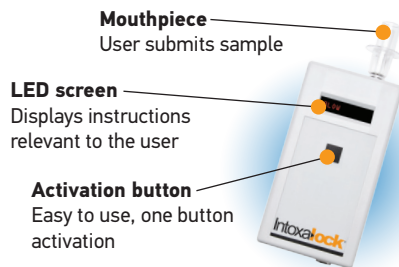 Mouthpiece
User submits sample
LED screen
Displays instructions
relevant to the user
Activation button
Easy to use, one button
activation
Intoxalock